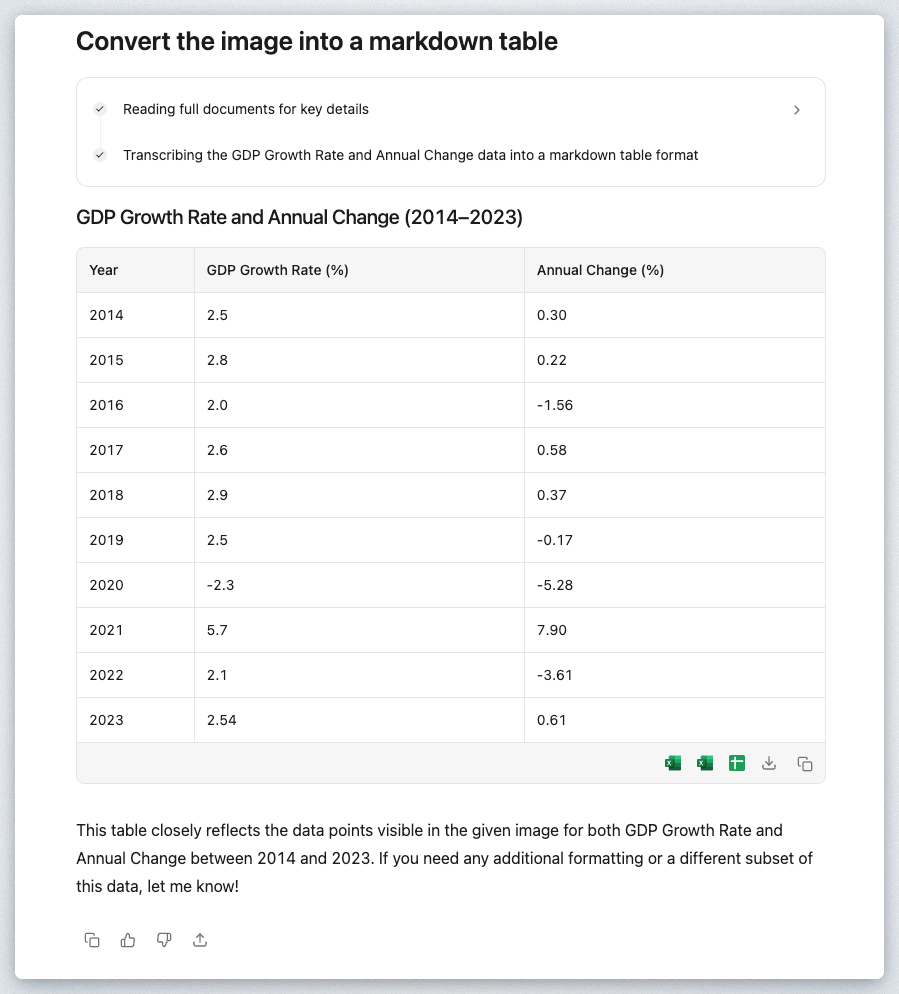 Convert the image into a markdown table
Reading full documents for key details
Transcribing the GDP Growth Rate and Annual Change data into a markdown table format
GDP Growth Rate and Annual Change (2014–2023)
Year GDP Growth Rate (%) Annual Change (%)
2014 2.5 0.30
2015 2.8 0.22
2016 2.0 -1.56
2017 2.6 0.58
2018 2.9 0.37
2019 2.5 -0.17
2020 -2.3 -5.28
2021 5.7 7.90
2022 2.1 -3.61
2023 2.54 0.61
This table closely reflects the data points visible in the given image for both GDP Growth Rate and
Annual Change between 2014 and 2023. If you need any additional formatting or a different subset of
this data, let me know!